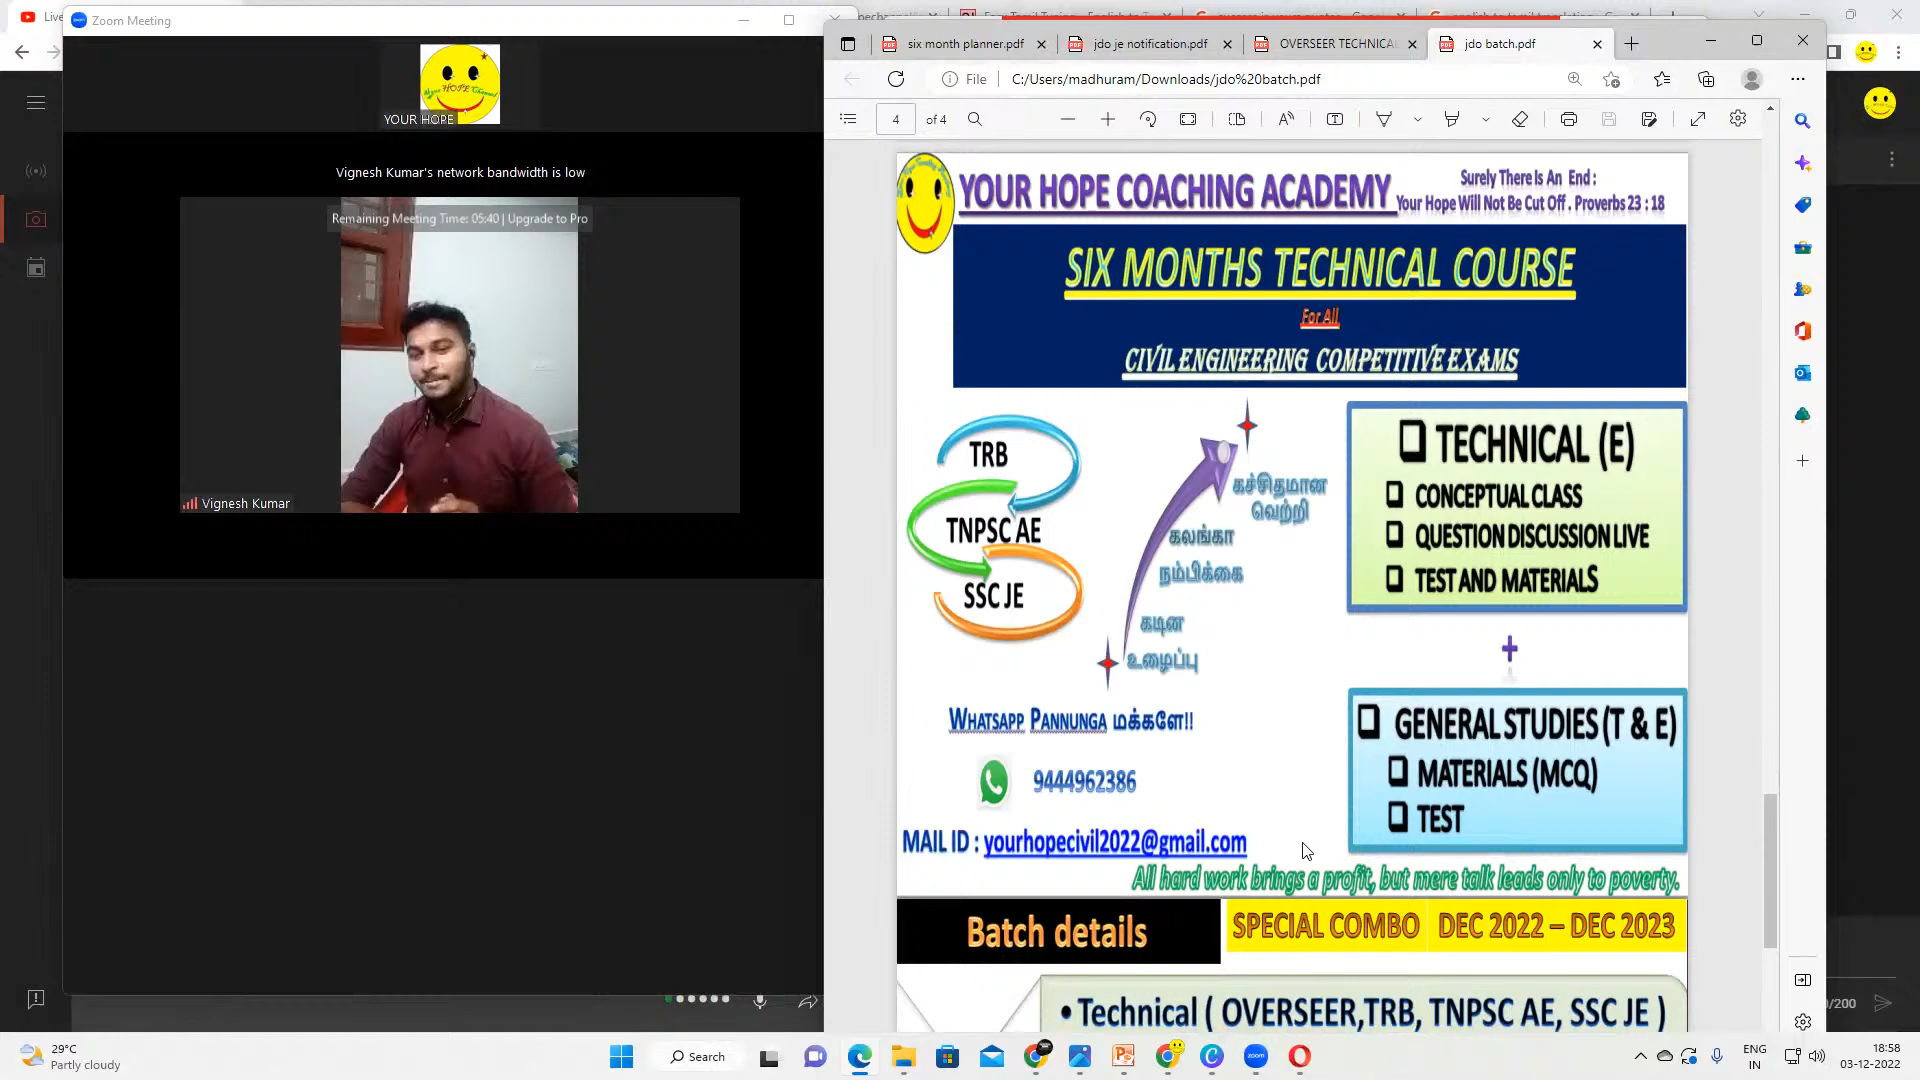 Live
Zoom Meeting
YOUR HOPE
Vignesh Kumar's network bandwidth is low
Remaining Meeting Time: 05:40 | Upgrade to Pro
Vignesh Kumar
six month planner.pdf
jdo je notification.pdf
OVERSEER TECHNICAL
jdo batch.pdf
File
C:/Users/madhuram/Downloads/jdo%20batch.pdf
4 of 4
YOUR HOPE COACHING ACADEMY
Surely There Is An End :
Your Hope Will Not Be Cut Off . Proverbs 23 : 18
SIX MONTHS TECHNICAL COURSE
For All
CIVIL ENGINEERING COMPETITIVE EXAMS
TRB
TNPSC AE
SSC JE
கச்சிதமான
வெற்றி
கலங்கா
நம்பிக்கை
கடின
உழைப்பு
TECHNICAL (E)
CONCEPTUAL CLASS
QUESTION DISCUSSION LIVE
TEST AND MATERIALS
+
GENERAL STUDIES (T & E)
MATERIALS (MCQ)
TEST
WHATSAPP PANNUNGA மக்களே!!
9444962386
MAIL ID : yourhopecivil2022@gmail.com
All hard work brings a profit, but mere talk leads only to poverty.
Batch details
SPECIAL COMBO
DEC 2022 – DEC 2023
• Technical ( OVERSEER,TRB, TNPSC AE, SSC JE )
/200
29°C
Partly cloudy
Search
zoom
ENG
IN
18:58
03-12-2022